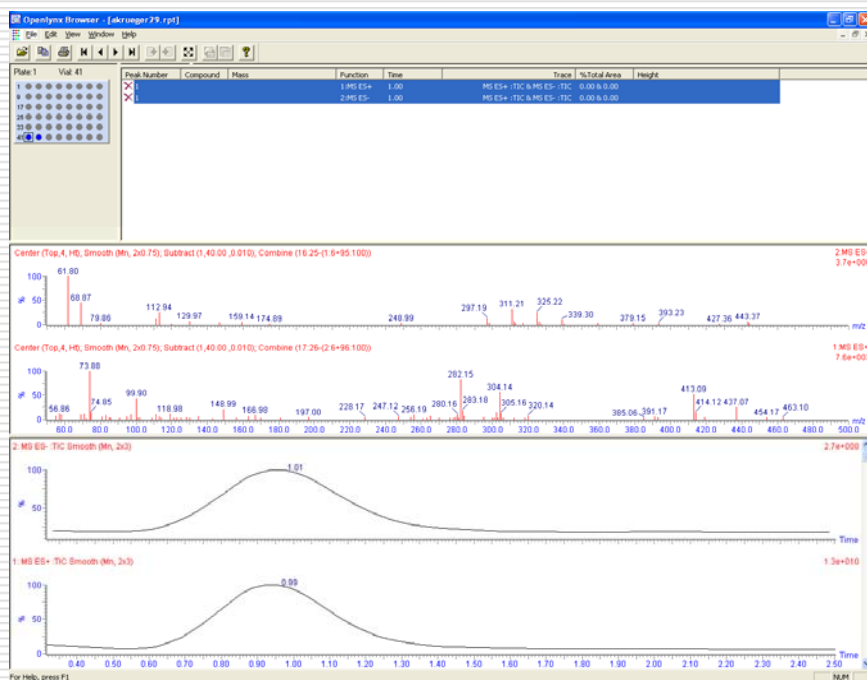 Openlynx Browser - [akrueger29.rpt]
File Edit View Window Help
Plate:1 Vial: 41
1
9
17
25
33
41
Peak Number Compound Mass Function Time Trace %Total Area Height
1 1:MS ES+ 1.00 MS ES+ :TIC & MS ES- :TIC 0.00 & 0.00
1 2:MS ES- 1.00 MS ES+ :TIC & MS ES- :TIC 0.00 & 0.00
Center (Top,4, Ht), Smooth (Mn, 2x0.75); Subtract (1,40.00 ,0.010); Combine (16:25-(1:6+95:100)) 2:MS ES-
3.7e+00
100 61.80
% 50 68.87 79.86 112.94 129.97 159.14 174.89 248.99 297.19 311.21 325.22 339.30 379.15 393.23 427.36 443.37
0 m/z
Center (Top,4, Ht), Smooth (Mn, 2x0.75); Subtract (1,40.00 ,0.010); Combine (17:26-(2:6+96:100)) 1:MS ES+
7.6e+00
100 73.88 282.15
% 50 56.86 74.85 99.90 118.98 148.99 166.98 197.00 228.17 247.12 256.19 280.16 283.18 304.14 305.16 320.14 385.06 391.17 413.09 414.12 437.07 454.17 463.10
0 m/z
60.0 80.0 100.0 120.0 140.0 160.0 180.0 200.0 220.0 240.0 260.0 280.0 300.0 320.0 340.0 360.0 380.0 400.0 420.0 440.0 460.0 480.0 500.0
2: MS ES- :TIC Smooth (Mn, 2x3) 2.7e+009
100 1.01
% 50
Time
1: MS ES+ :TIC Smooth (Mn, 2x3) 1.3e+010
100 0.99
% 50
0 Time
0.40 0.50 0.60 0.70 0.80 0.90 1.00 1.10 1.20 1.30 1.40 1.50 1.60 1.70 1.80 1.90 2.00 2.10 2.20 2.30 2.40 2.50
For Help, press F1 NUM